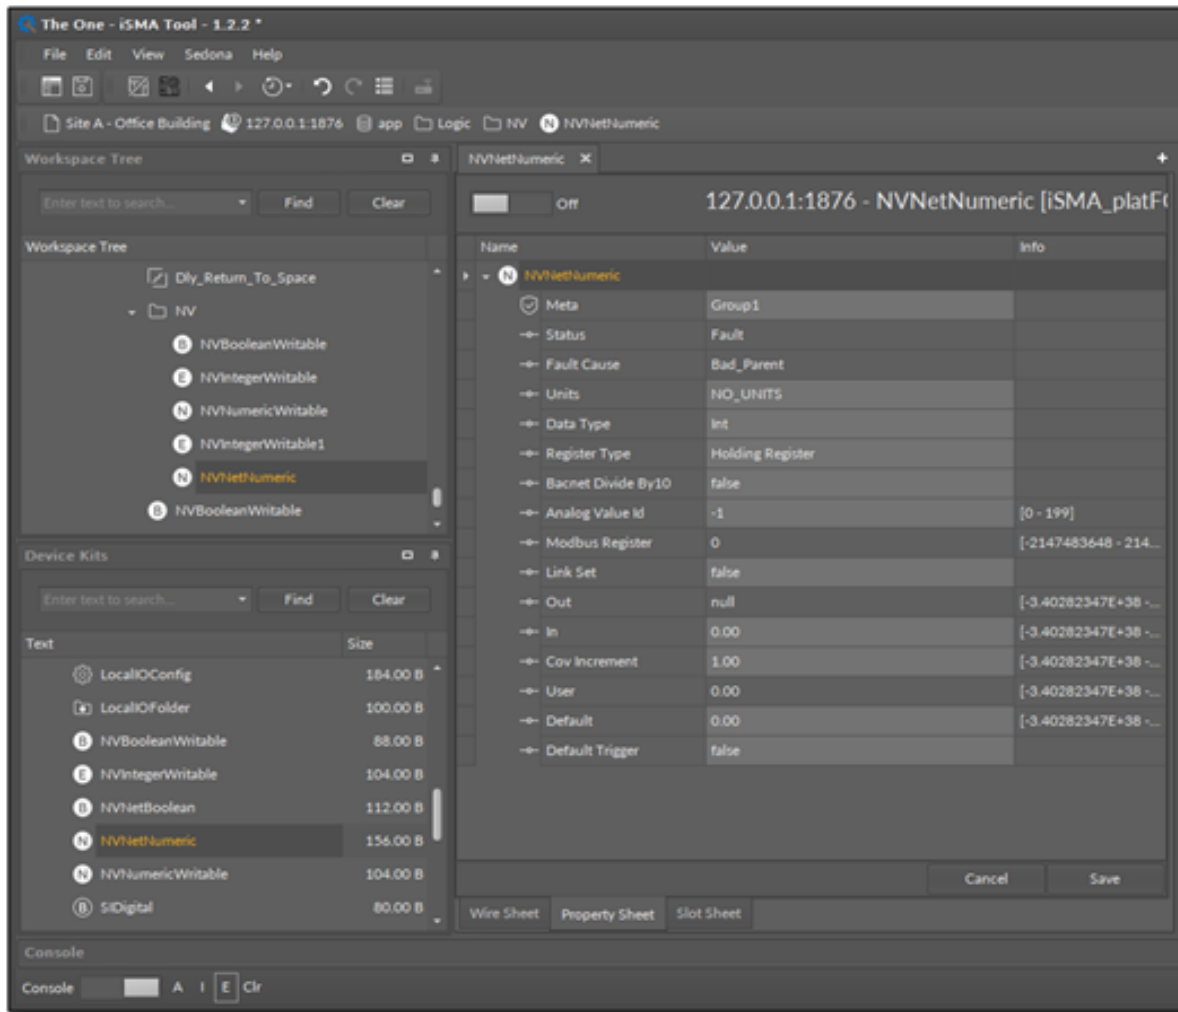 The One - iSMA Tool - 1.2.2 *
File Edit View Sedona Help
Site A - Office Building 127.0.0.1:1876 app Logic NV N NVNetNumeric
Workspace Tree
Enter text to search... Find Clear
Workspace Tree
Dly_Return_To_Space
NV
B NVBooleanWritable
E NVIntegerWritable
N NVNumericWritable
E NVIntegerWritable1
N NVNetNumeric
B NVBooleanWritable
Device Kits
Enter text to search... Find Clear
Text Size
LocalIOConfig 184.00 B
LocalIOFolder 100.00 B
B NVBooleanWritable 88.00 B
E NVIntegerWritable 104.00 B
B NVNetBoolean 112.00 B
N NVNetNumeric 156.00 B
N NVNumericWritable 104.00 B
B SIDigital 80.00 B
NVNetNumeric
Off 127.0.0.1:1876 - NVNetNumeric [iSMA_platF
Name Value Info
N NVNetNumeric
Meta Group1
Status Fault
Fault Cause Bad_Parent
Units NO_UNITS
Data Type Int
Register Type Holding Register
Bacnet Divide By10 false
Analog Value Id -1 [0 - 199]
Modbus Register 0 [-2147483648 - 214...
Link Set false
Out null [-3.40282347E+38 -...
In 0.00 [-3.40282347E+38 -...
Cov Increment 1.00 [-3.40282347E+38 -...
User 0.00 [-3.40282347E+38 -...
Default 0.00 [-3.40282347E+38 -...
Default Trigger false
Cancel Save
Wire Sheet Property Sheet Slot Sheet
Console
Console A I E Clr